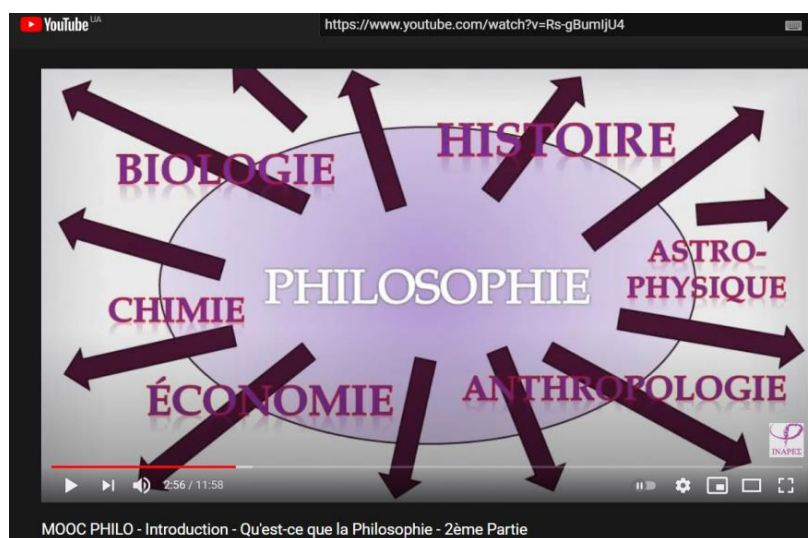 YouTube UA
https://www.youtube.com/watch?v=Rs-gBumIjU4
HISTOIRE
BIOLOGIE
ASTRO-
PHYSIQUE
PHILOSOPHIE
CHIMIE
ÉCONOMIE
ANTHROPOLOGIE
INAPES
2:56 / 11:58
MOOC PHILO - Introduction - Qu'est-ce que la Philosophie - 2ème Partie